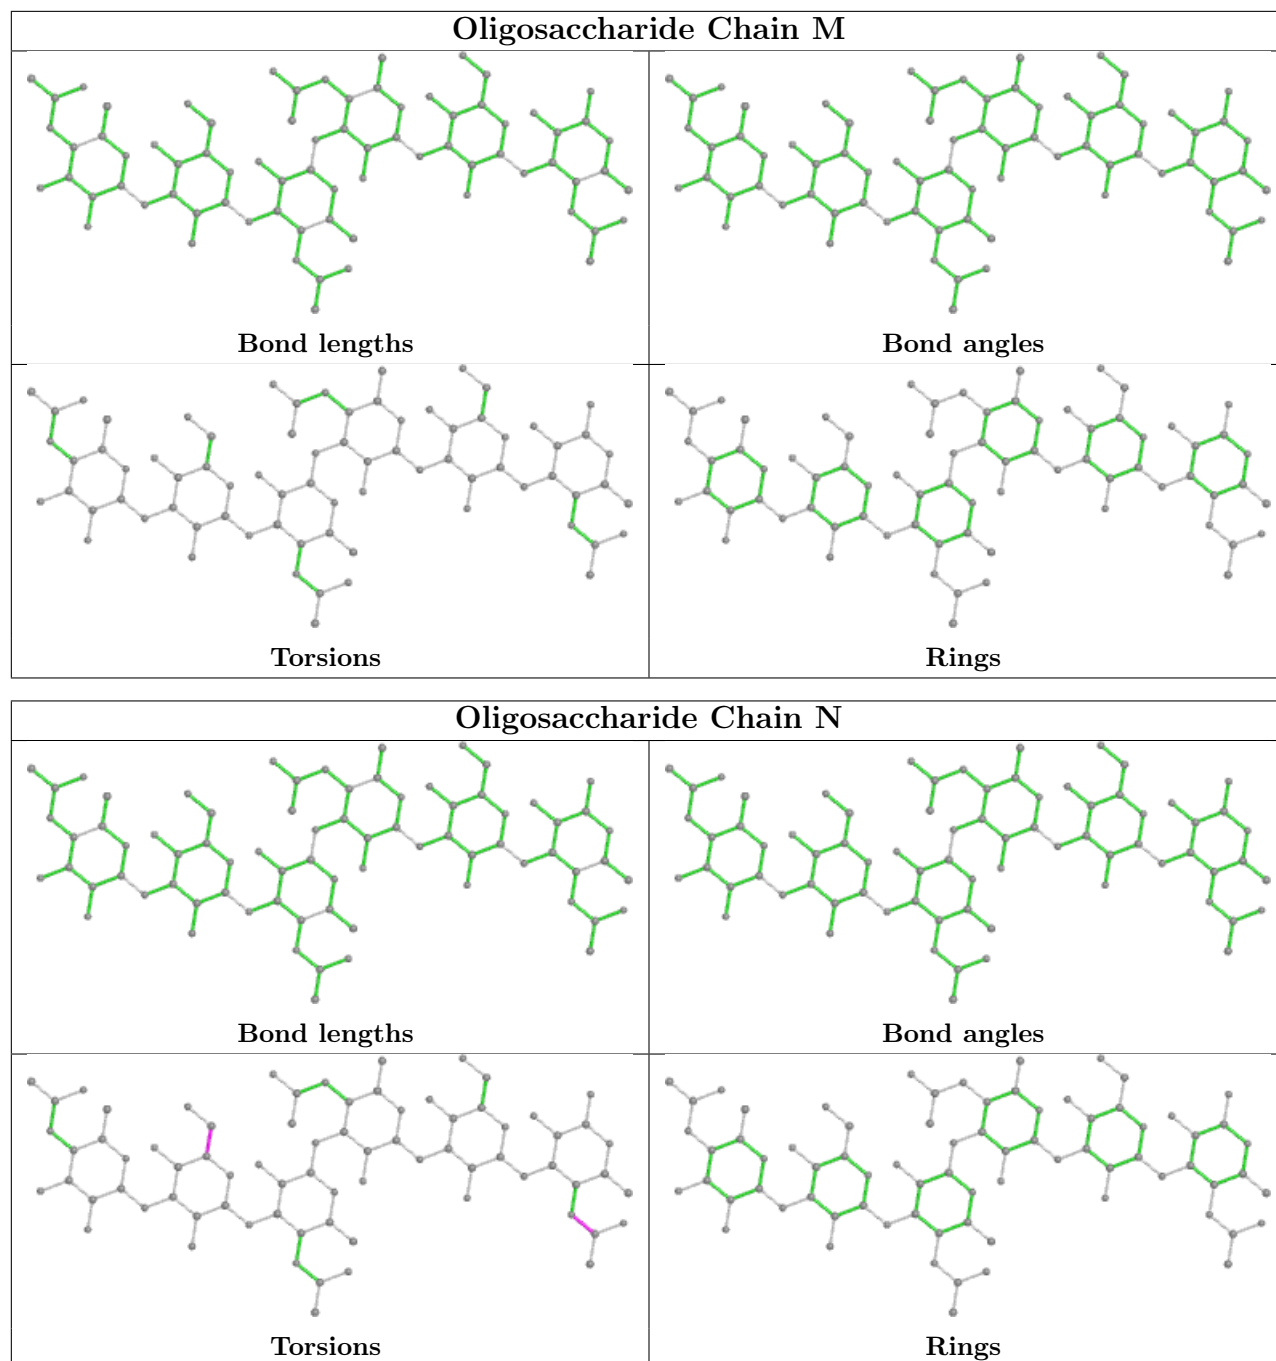 Oligosaccharide Chain M
Bond lengths
Bond angles
Torsions
Rings
Oligosaccharide Chain N
Bond lengths
Bond angles
Torsions
Rings